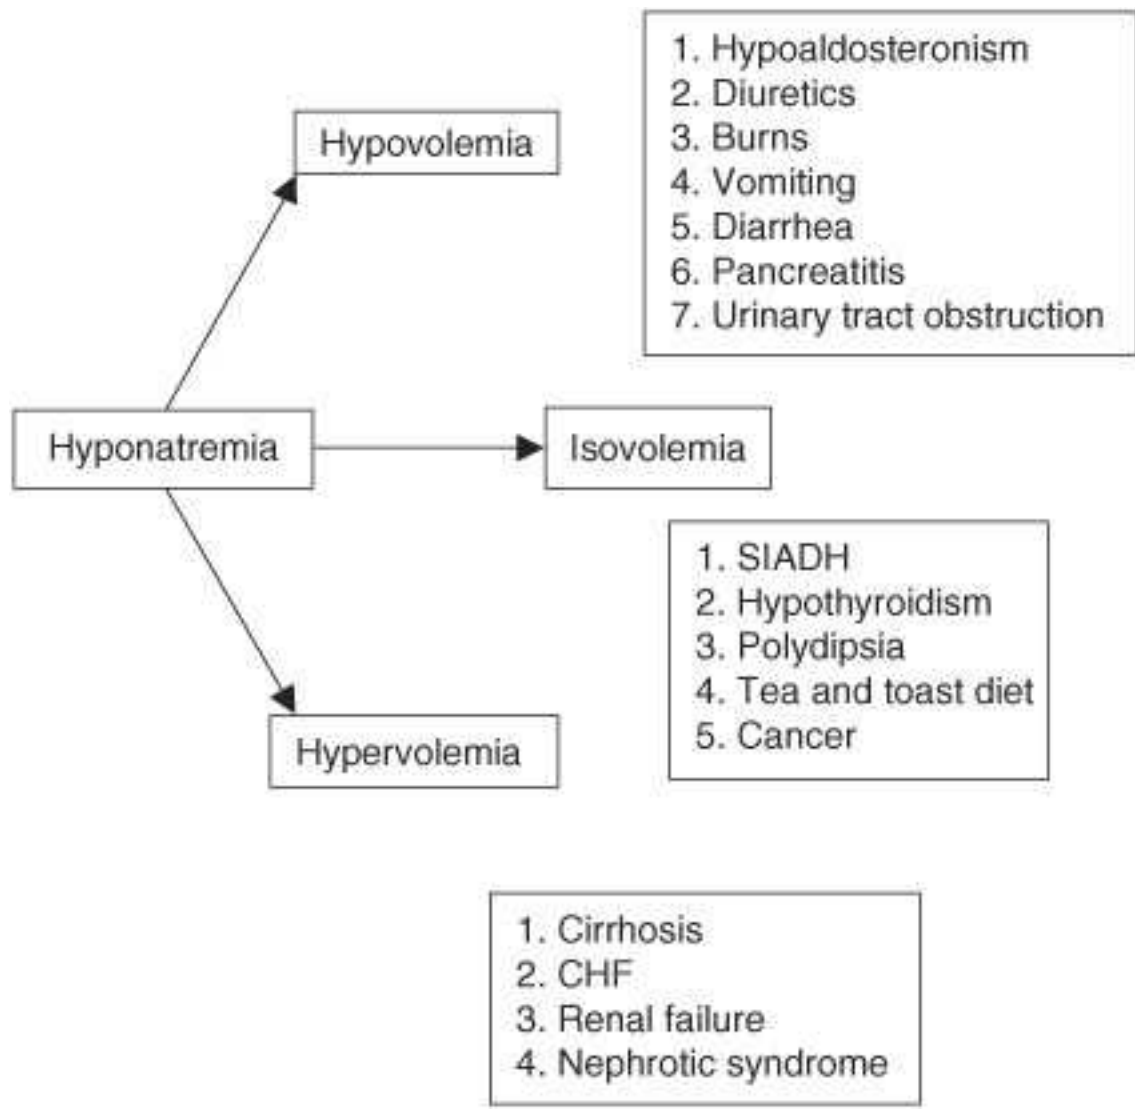 Hypovolemia
1. Hypoaldosteronism
2. Diuretics
3. Burns
4. Vomiting
5. Diarrhea
6. Pancreatitis
7. Urinary tract obstruction
Hyponatremia
Isovolemia
1. SIADH
2. Hypothyroidism
3. Polydipsia
4. Tea and toast diet
5. Cancer
Hypervolemia
1. Cirrhosis
2. CHF
3. Renal failure
4. Nephrotic syndrome